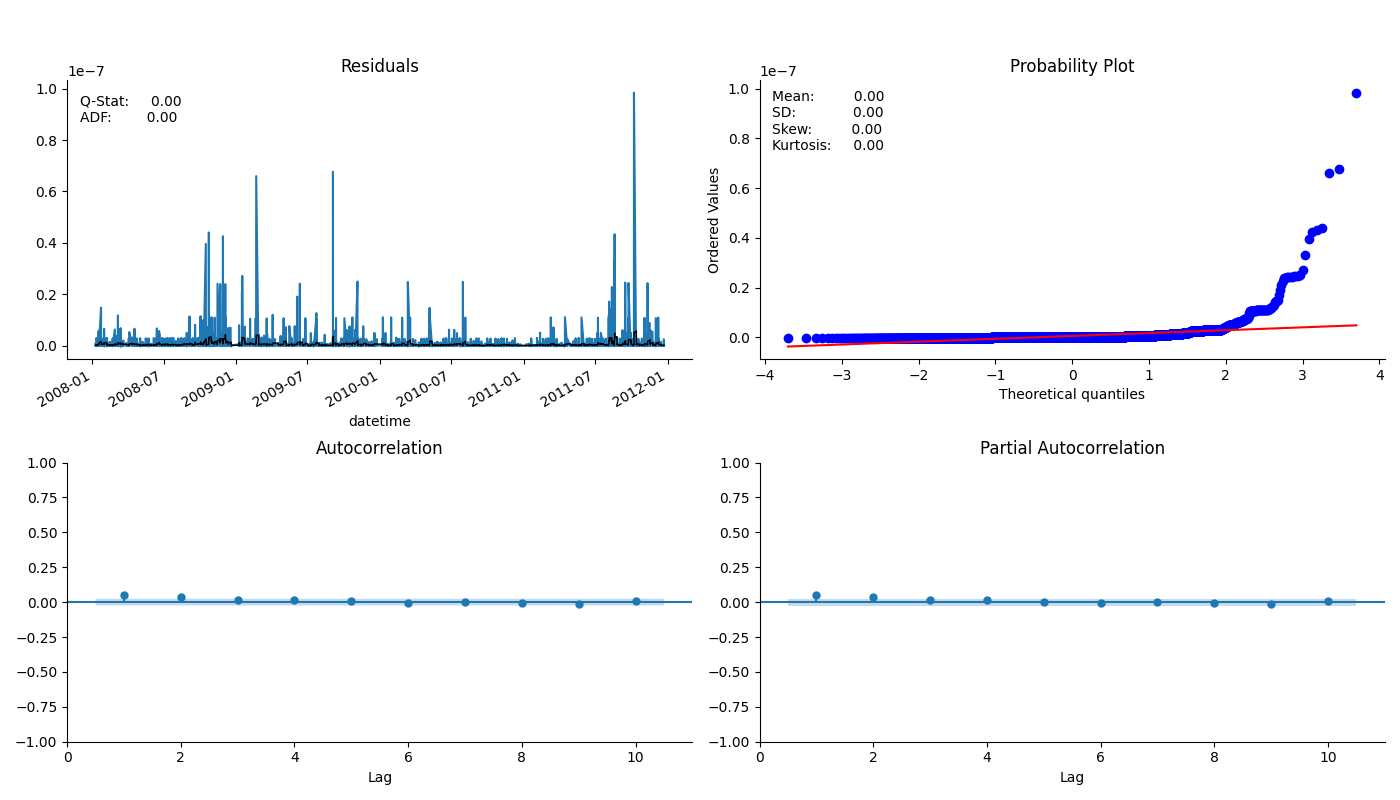 Residuals
1e−7
1.0
0.8
0.6
0.4
0.2
0.0
Q-Stat: 0.00
ADF: 0.00
2008-01
2008-07
2009-01
2009-07
2010-01
2010-07
2011-01
2011-07
2012-01
datetime
Probability Plot
1e−7
1.0
0.8
0.6
0.4
0.2
0.0
Ordered Values
Mean: 0.00
SD: 0.00
Skew: 0.00
Kurtosis: 0.00
−4 −3 −2 −1 0 1 2 3 4
Theoretical quantiles
Autocorrelation
1.00
0.75
0.50
0.25
0.00
−0.25
−0.50
−0.75
−1.00
0 2 4 6 8 10
Lag
Partial Autocorrelation
1.00
0.75
0.50
0.25
0.00
−0.25
−0.50
−0.75
−1.00
0 2 4 6 8 10
Lag